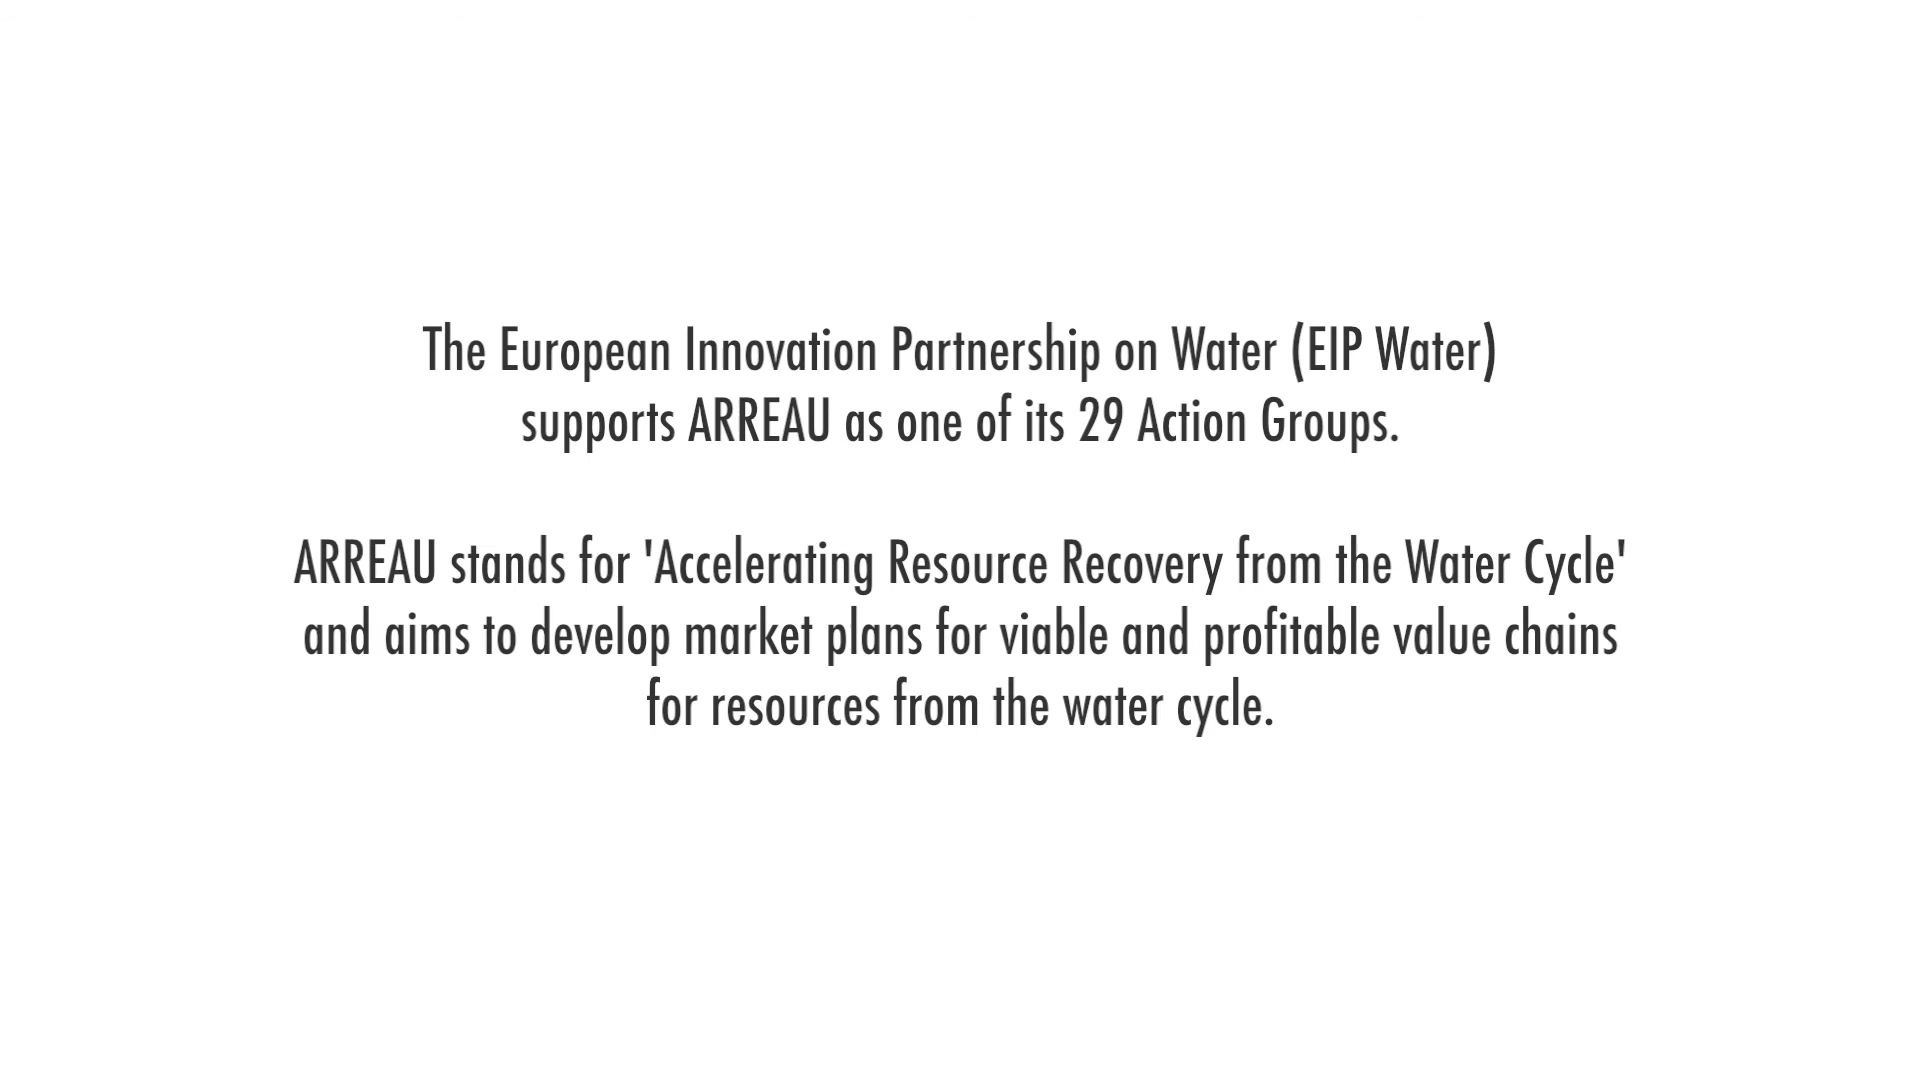 The European Innovation Partnership on Water (EIP Water)
supports ARREAU as one of its 29 Action Groups.
ARREAU stands for 'Accelerating Resource Recovery from the Water Cycle'
and aims to develop market plans for viable and profitable value chains
for resources from the water cycle.